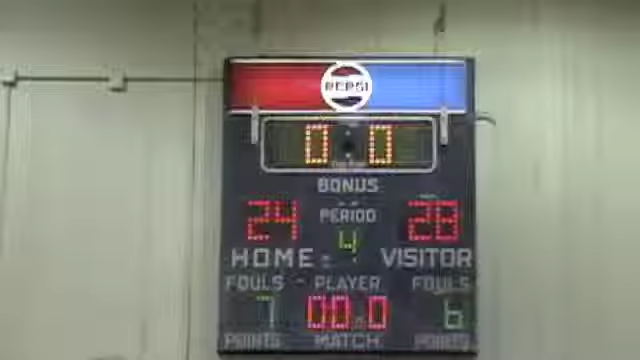 PEPSI
0 : 0
BONUS
24 PERIOD 28
HOME 4 VISITOR
FOULS PLAYER FOULS
7 00.0 6
POINTS MATCH POINTS